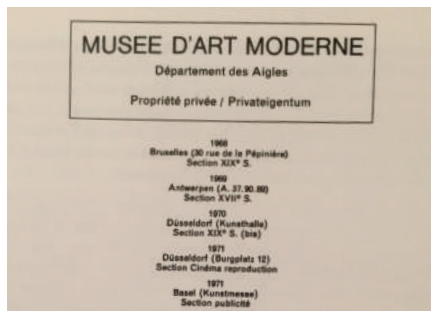 MUSEE D'ART MODERNE
Département des Aigles
Propriété privée / Privateigentum
1968
Bruxelles (30 rue de la Pépinière)
Section XIXe S.
1969
Antwerpen (A. 37.90.89)
Section XVIIe S.
1970
Düsseldorf (Kunsthalle)
Section XIXe S. (bis)
1971
Düsseldorf (Burgplatz 12)
Section Cinéma reproduction
1971
Basel (Kunstmesse)
Section publicité